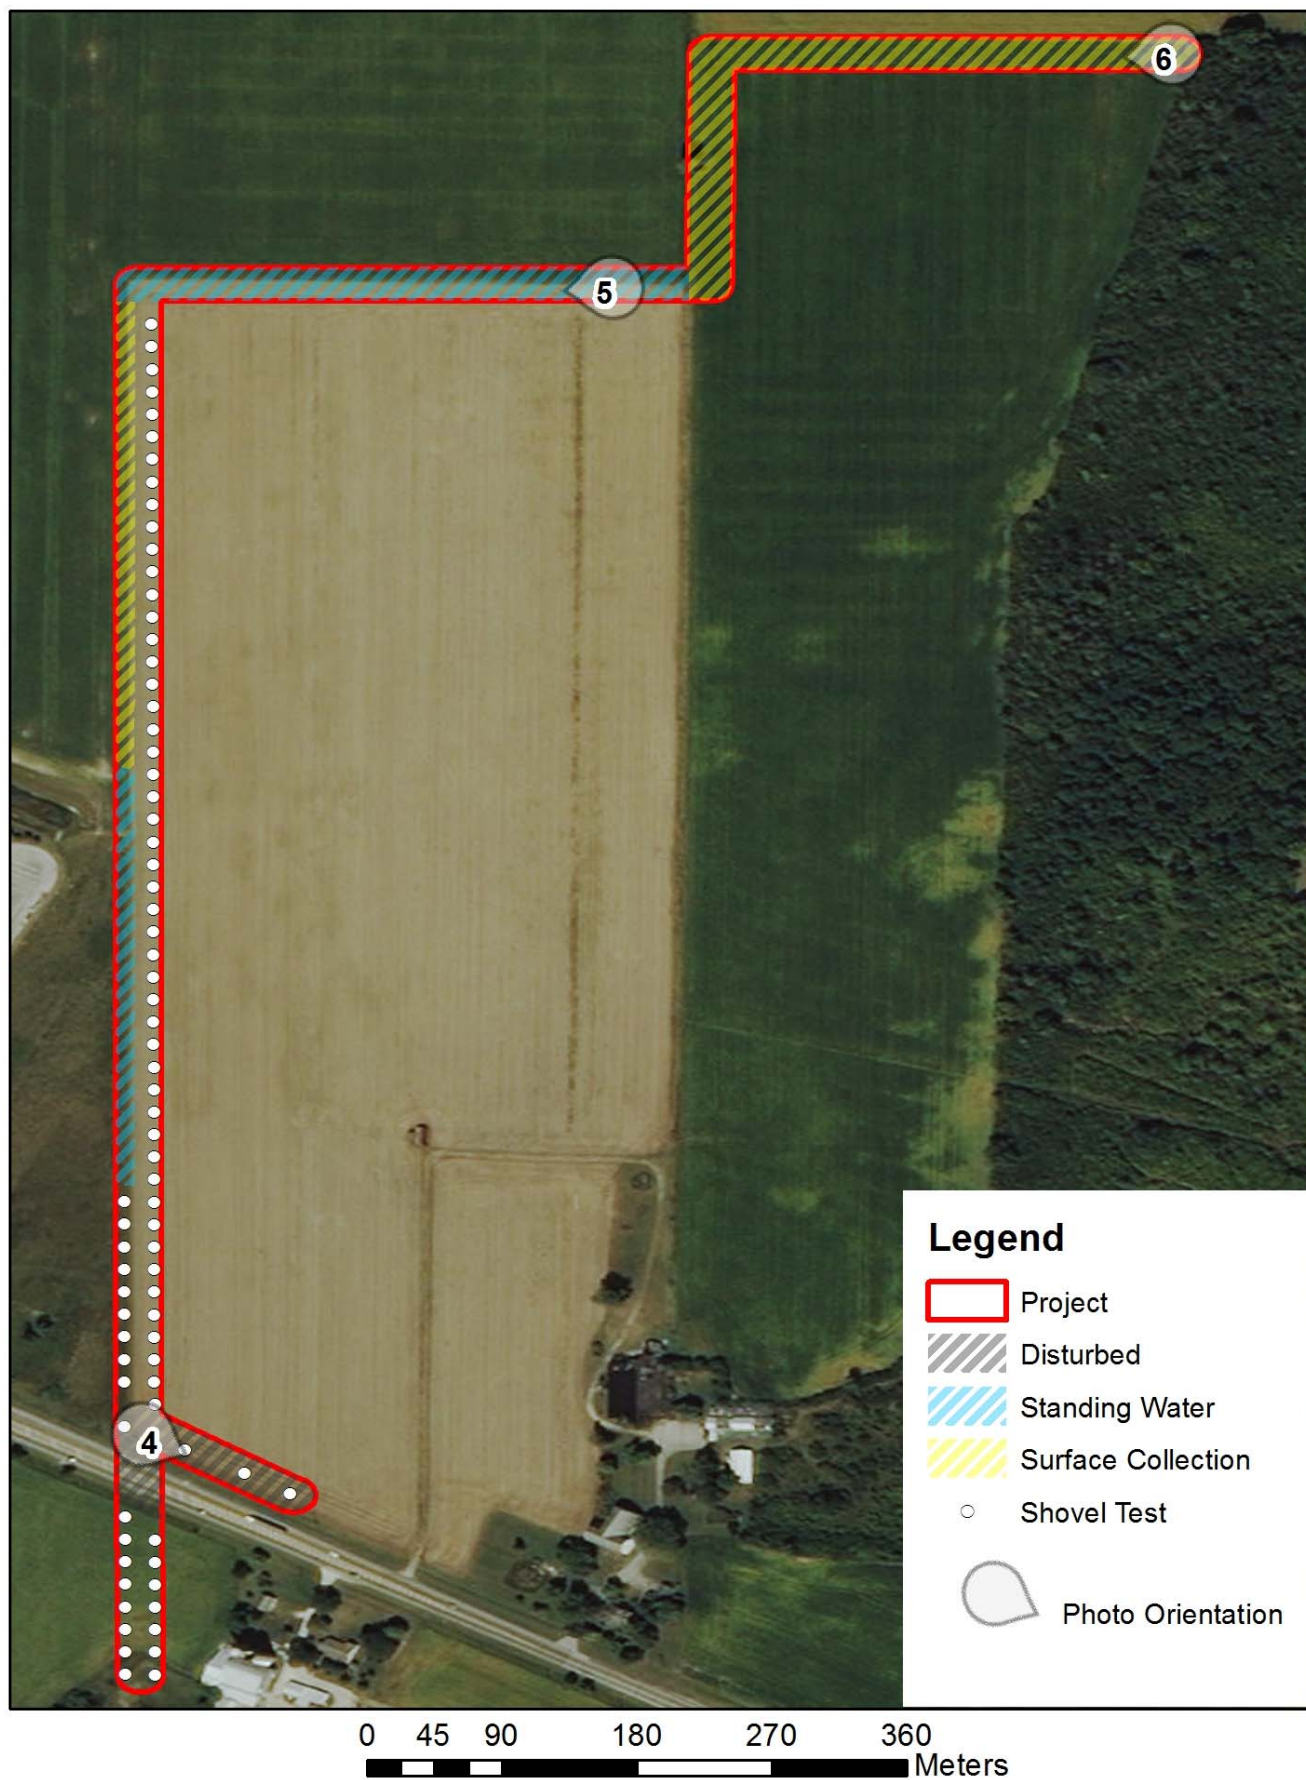 6
5
4
Legend
Project
Disturbed
Standing Water
Surface Collection
Shovel Test
Photo Orientation
0 45 90 180 270 360
Meters